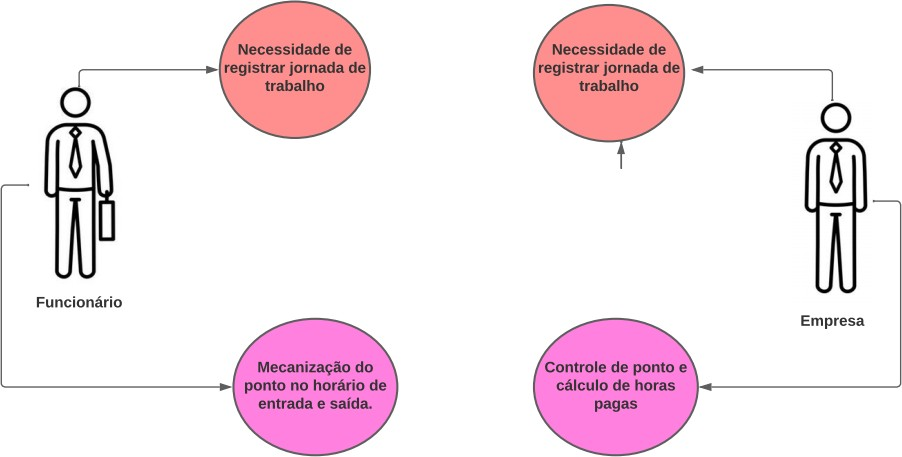 Necessidade de
registrar jornada de
trabalho
Necessidade de
registrar jornada de
trabalho
Funcionário
Empresa
Mecanização do
ponto no horário de
entrada e saída.
Controle de ponto e
cálculo de horas
pagas